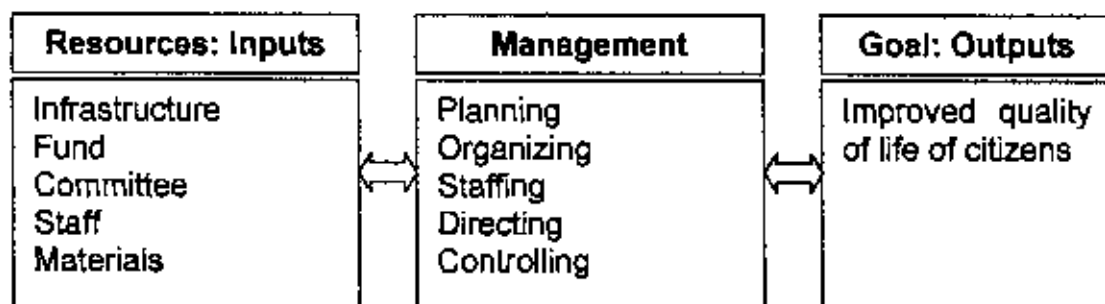 Resources: Inputs
Infrastructure
Fund
Committee
Staff
Materials
Management
Planning
Organizing
Staffing
Directing
Controlling
Goal: Outputs
Improved quality
of life of citizens